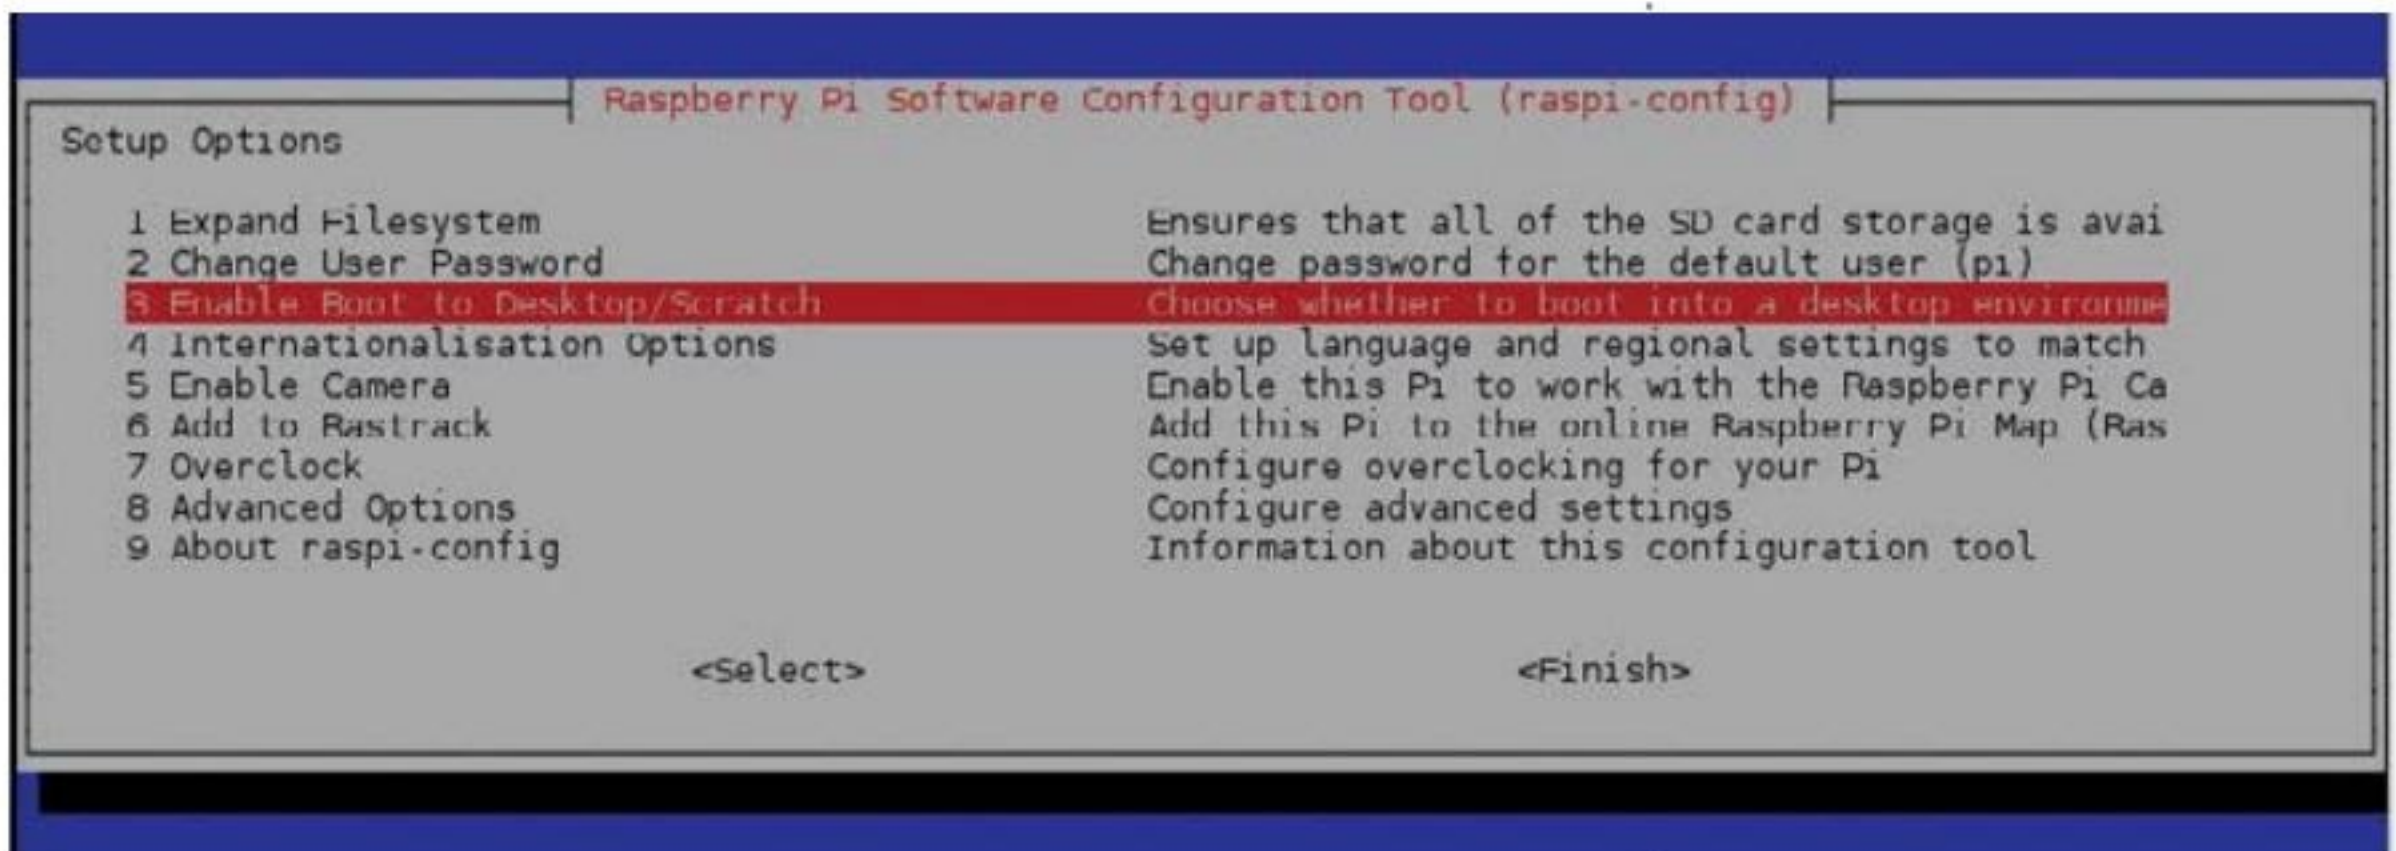 Raspberry Pi Software Configuration Tool (raspi-config)
Setup Options
1 Expand Filesystem Ensures that all of the SD card storage is avai
2 Change User Password Change password for the default user (pi)
3 Enable Boot to Desktop/Scratch Choose whether to boot into a desktop environme
4 Internationalisation Options Set up language and regional settings to match
5 Enable Camera Enable this Pi to work with the Raspberry Pi Ca
6 Add to Rastrack Add this Pi to the online Raspberry Pi Map (Ras
7 Overclock Configure overclocking for your Pi
8 Advanced Options Configure advanced settings
9 About raspi-config Information about this configuration tool
<Select> <Finish>